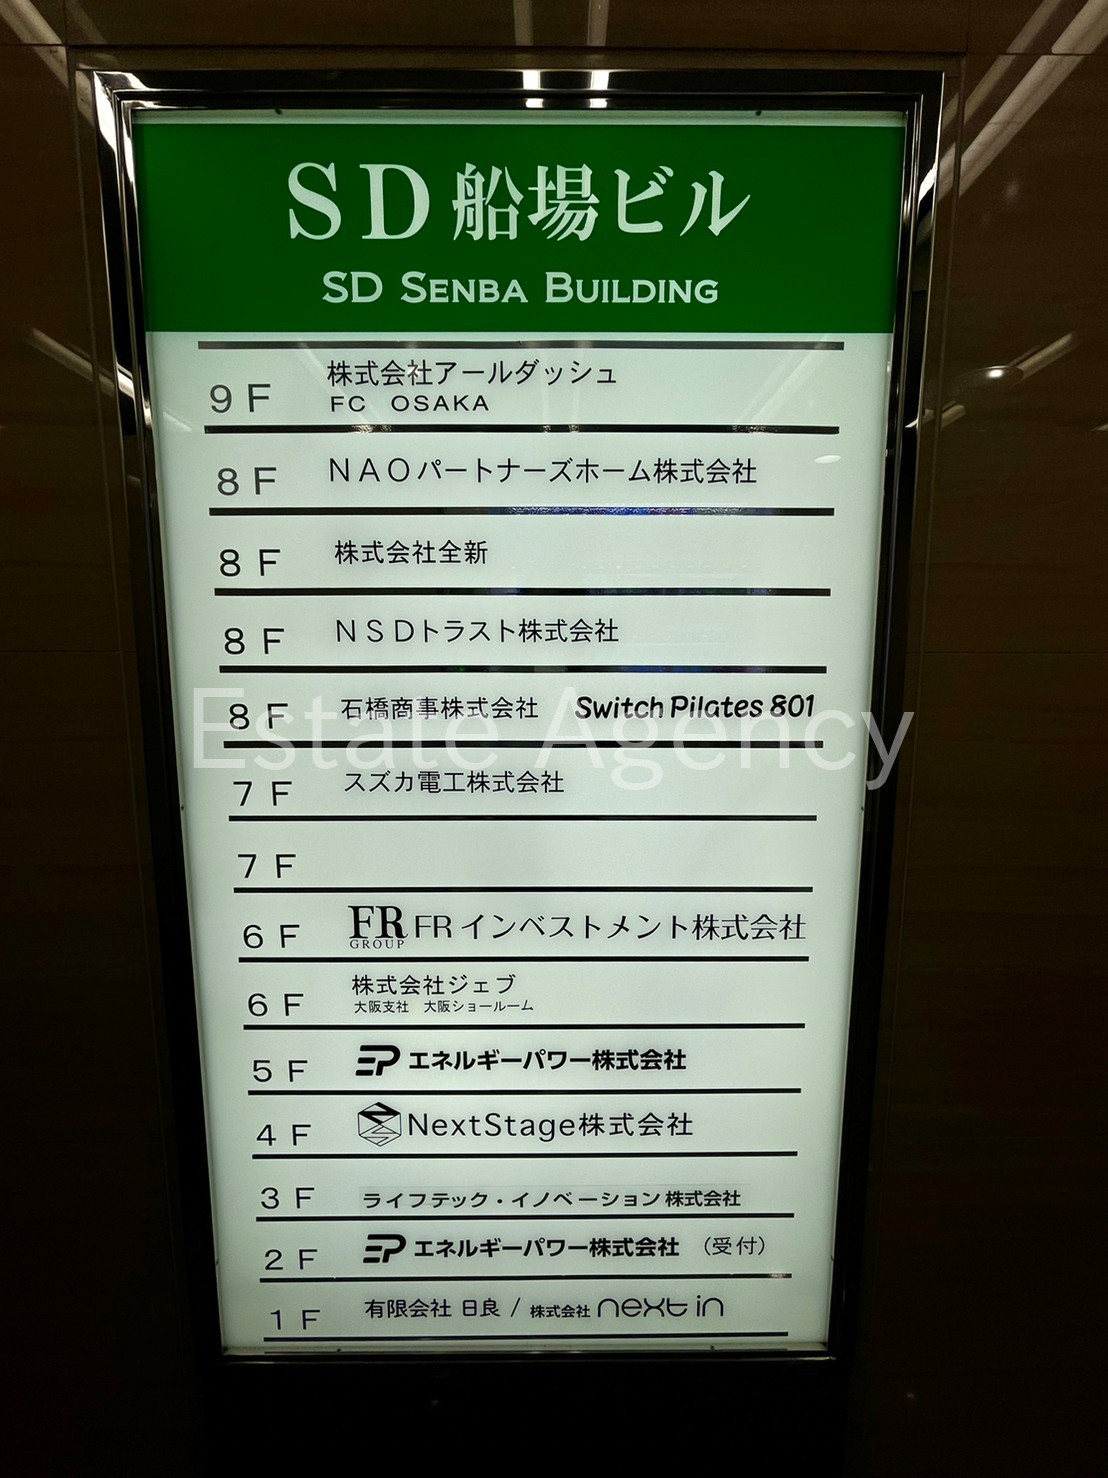 SD船場ビル
SD SENBA BUILDING
9F 株式会社アールダッシュ
FC OSAKA
8F NAOパートナーズホーム株式会社
8F 株式会社全新
8F NSDトラスト株式会社
8F 石橋商事株式会社 Switch Pilates 801
Estate Agency
7F スズカ電工株式会社
7F
6F FR GROUP FRインベストメント株式会社
6F 株式会社ジェブ
大阪支社 大阪ショールーム
5F EP エネルギーパワー株式会社
4F NextStage株式会社
3F ライフテック・イノベーション株式会社
2F EP エネルギーパワー株式会社 (受付)
1F 有限会社 日良 / 株式会社 next in